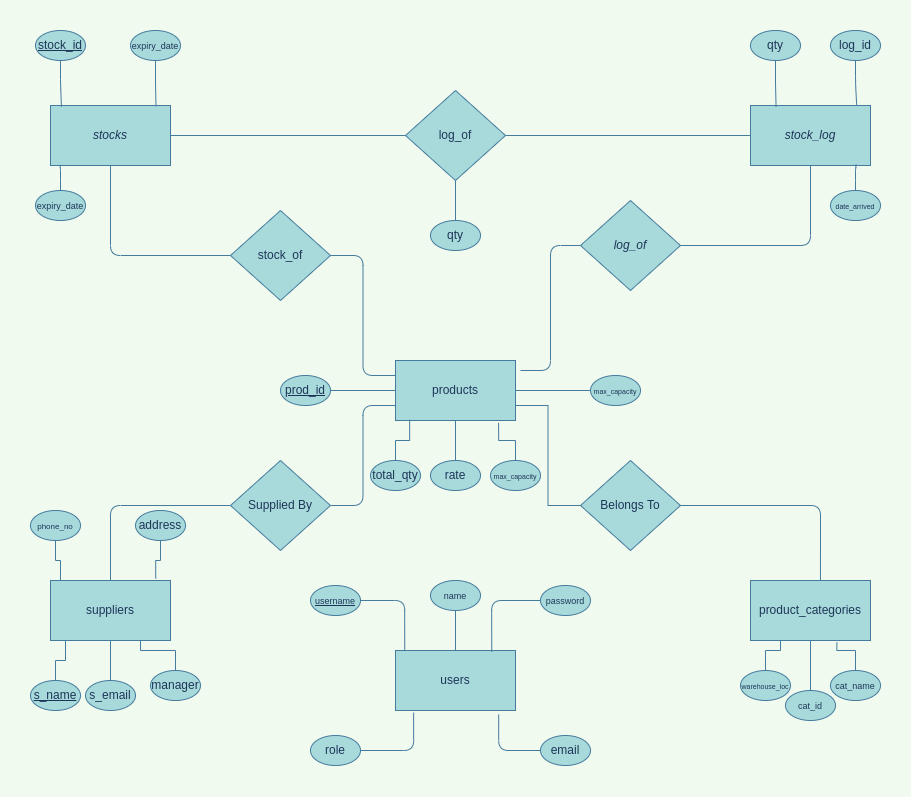 stock_id
expiry_date
qty
log_id
stocks
log_of
stock_log
expiry_date
date_arrived
qty
stock_of
log_of
prod_id
products
max_capacity
total_qty
rate
max_capacity
Supplied By
Belongs To
phone_no
address
suppliers
product_categories
username
name
password
s_name
s_email
manager
users
warehouse_loc
cat_id
cat_name
role
email